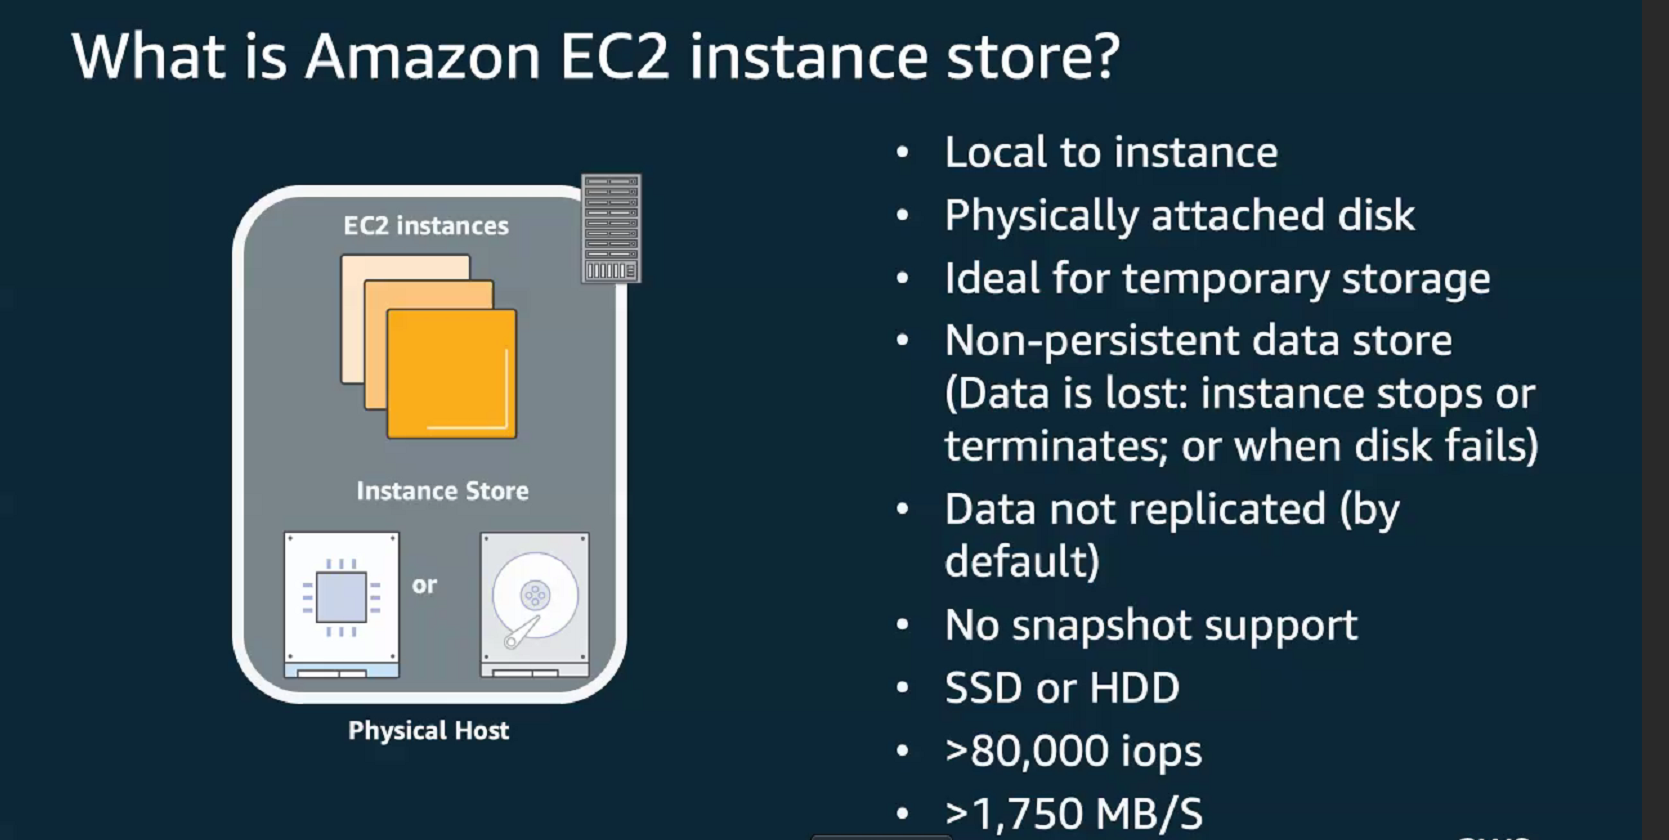 What is Amazon EC2 instance store?
EC2 instances
Instance Store
or
Physical Host
• Local to instance
• Physically attached disk
• Ideal for temporary storage
• Non-persistent data store
(Data is lost: instance stops or
terminates; or when disk fails)
• Data not replicated (by
default)
• No snapshot support
• SSD or HDD
• >80,000 iops
• >1,750 MB/S